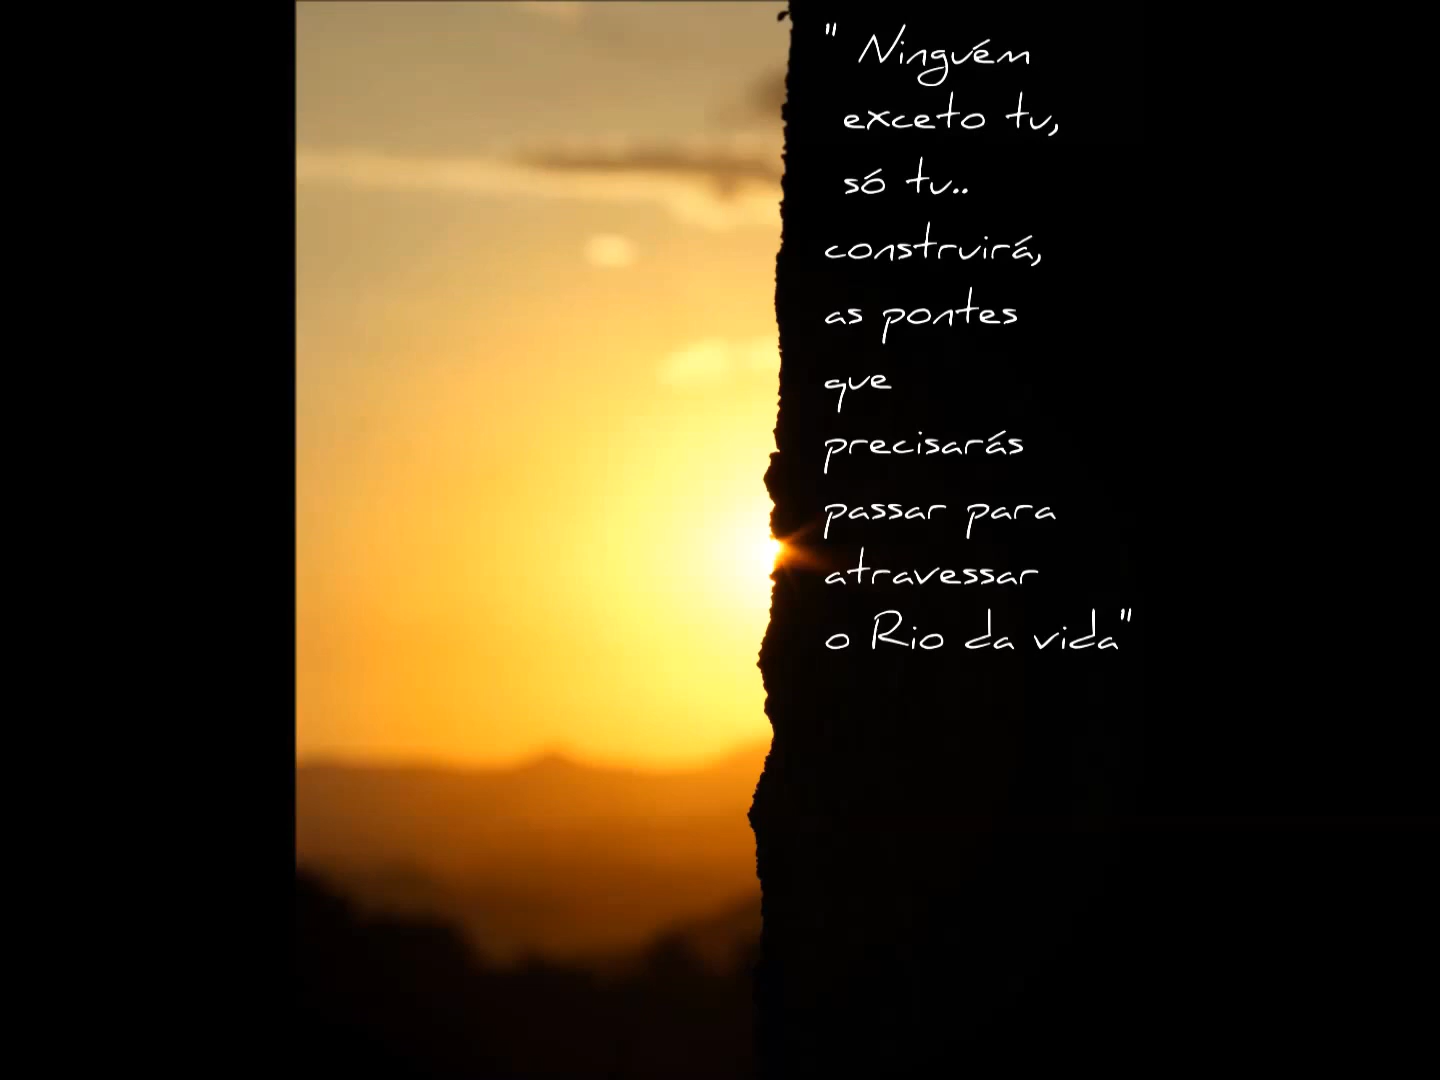 " Ninguém
exceto tu,
só tu..
construirá,
as pontes
que
precisarás
passar para
atravessar
o Rio da vida"